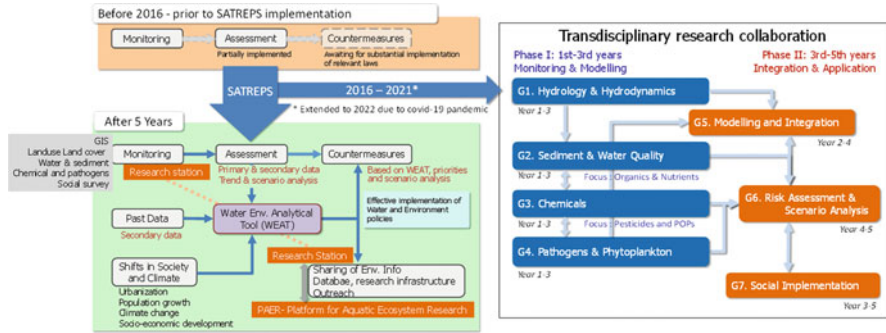 Before 2016 - prior to SATREPS implementation
Monitoring
Assessment
Countermeasures
Partially implemented
Awaiting for substantial implementation
of relevant laws
SATREPS
2016 – 2021*
* Extended to 2022 due to covid-19 pandemic
After 5 Years
GIS
Landuse Land cover
Water & sediment
Chemical and pathogens
Social survey
Monitoring
Assessment
Countermeasures
Research station
Primary & secondary data
Trend & scenario analysis
Based on WEAT, priorities
and scenario analysis
Past Data
Secondary data
Water Env. Analytical
Tool (WEAT)
Effective implementation of
Water and Environment
policies
Research Station
Shifts in Society
and Climate
Urbanization
Population growth
Climate change
Socio-economic development
Sharing of Env. Info
Databae, research infrastructure
Outreach
PAER- Platform for Aquatic Ecosystem Research
Transdisciplinary research collaboration
Phase I: 1st-3rd years
Monitoring & Modelling
Phase II: 3rd-5th years
Integration & Application
G1. Hydrology & Hydrodynamics
Year 1-3
G5. Modelling and Integration
Year 2-4
G2. Sediment & Water Quality
Year 1-3
Focus : Organics & Nutrients
G3. Chemicals
Year 1-3
Focus : Pesticides and POPs
G6. Risk Assessment &
Scenario Analysis
Year 4-5
G4. Pathogens & Phytoplankton
Year 1-3
G7. Social Implementation
Year 3-5